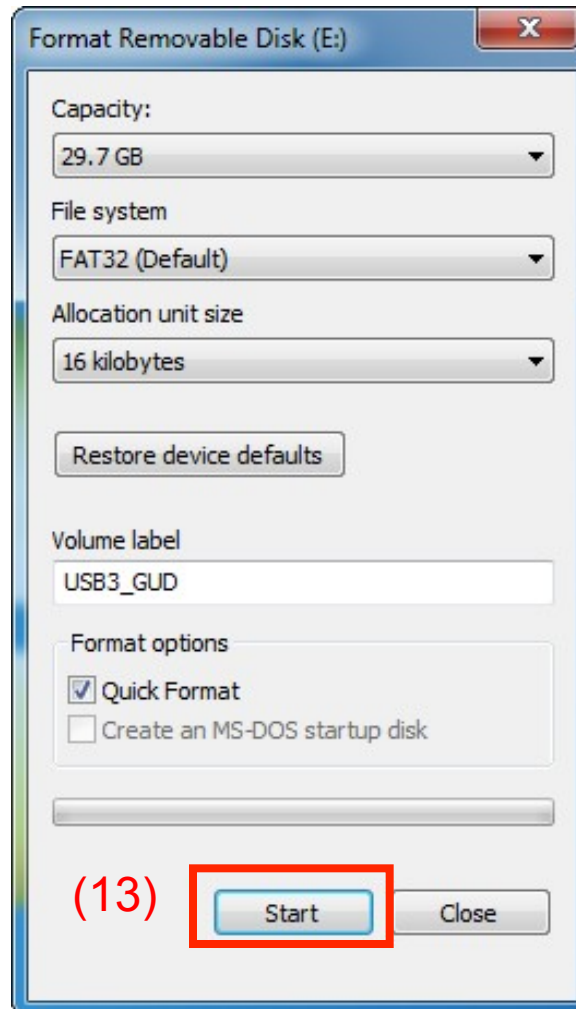 Format Removable Disk (E:)
Capacity:
29.7 GB
File system
FAT32 (Default)
Allocation unit size
16 kilobytes
Restore device defaults
Volume label
USB3_GUD
Format options
Quick Format
Create an MS-DOS startup disk
(13) Start Close